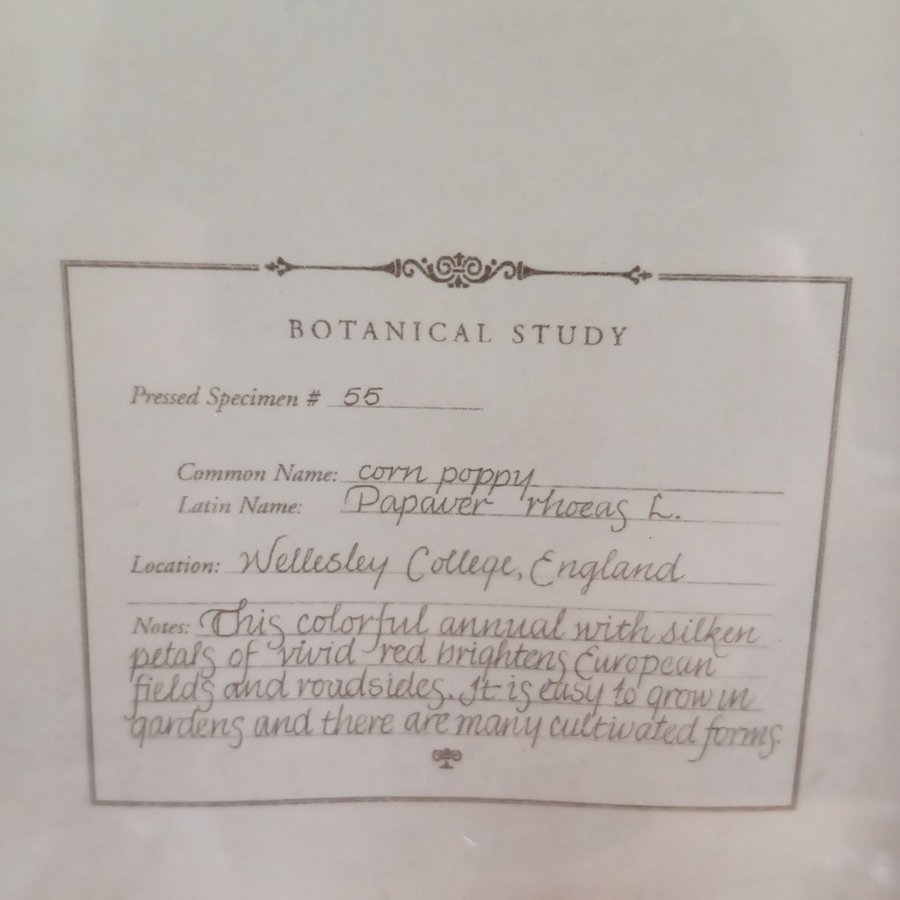 BOTANICAL STUDY
Pressed Specimen # 55
Common Name: corn poppy
Latin Name: Papaver rhoeas L.
Location: Wellesley College, England
Notes: This colorful annual with silken
petals of vivid red brightens European
fields and roadsides. It is easy to grow in
gardens and there are many cultivated forms.